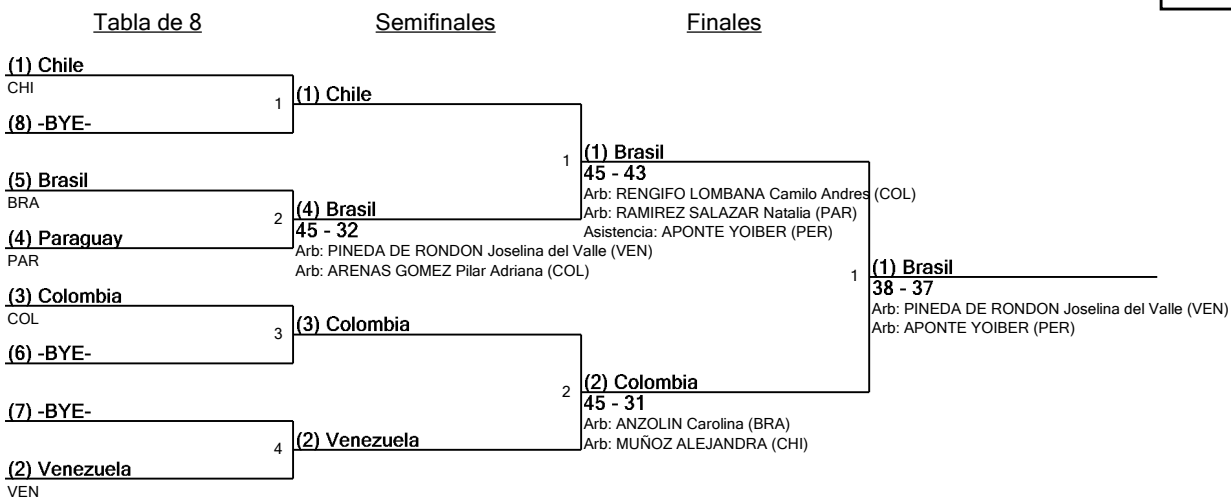 Tabla de 8
Semifinales
Finales
(1) Chile
CHI
(8) -BYE-
(5) Brasil
BRA
(4) Paraguay
PAR
(3) Colombia
COL
(6) -BYE-
(7) -BYE-
(2) Venezuela
VEN
1
(1) Chile
2
(4) Brasil
45 - 32
Arb: PINEDA DE RONDON Joselina del Valle (VEN)
Arb: ARENAS GOMEZ Pilar Adriana (COL)
3
(3) Colombia
4
(2) Venezuela
1
(1) Brasil
45 - 43
Arb: RENGIFO LOMBANA Camilo Andres (COL)
Arb: RAMIREZ SALAZAR Natalia (PAR)
Asistencia: APONTE YOIBER (PER)
2
(2) Colombia
45 - 31
Arb: ANZOLIN Carolina (BRA)
Arb: MUÑOZ ALEJANDRA (CHI)
1
(1) Brasil
38 - 37
Arb: PINEDA DE RONDON Joselina del Valle (VEN)
Arb: APONTE YOIBER (PER)